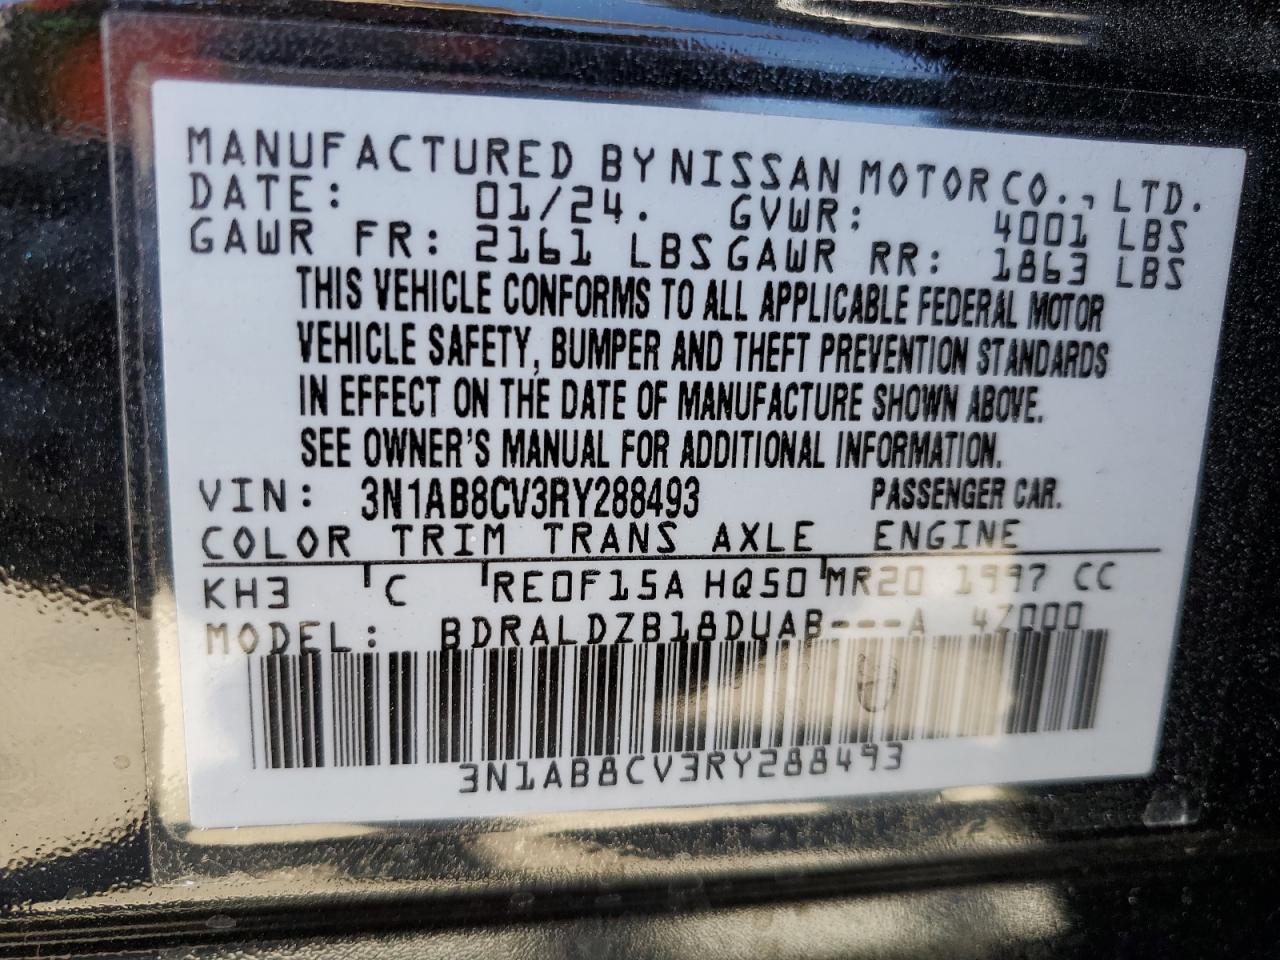 MANUFACTURED BY NISSAN MOTOR CO., LTD.
DATE: 01/24. GVWR: 4001 LBS
GAWR FR: 2161 LBS GAWR RR: 1863 LBS
THIS VEHICLE CONFORMS TO ALL APPLICABLE FEDERAL MOTOR
VEHICLE SAFETY, BUMPER AND THEFT PREVENTION STANDARDS
IN EFFECT ON THE DATE OF MANUFACTURE SHOWN ABOVE.
SEE OWNER'S MANUAL FOR ADDITIONAL INFORMATION.
VIN: 3N1AB8CV3RY288493 PASSENGER CAR.
COLOR TRIM TRANS AXLE ENGINE
KH3 C RE0F15A HQ50 MR20 1997 CC
MODEL: BDRALDZB18DUAB---A 4Z000
3N1AB8CV3RY288493